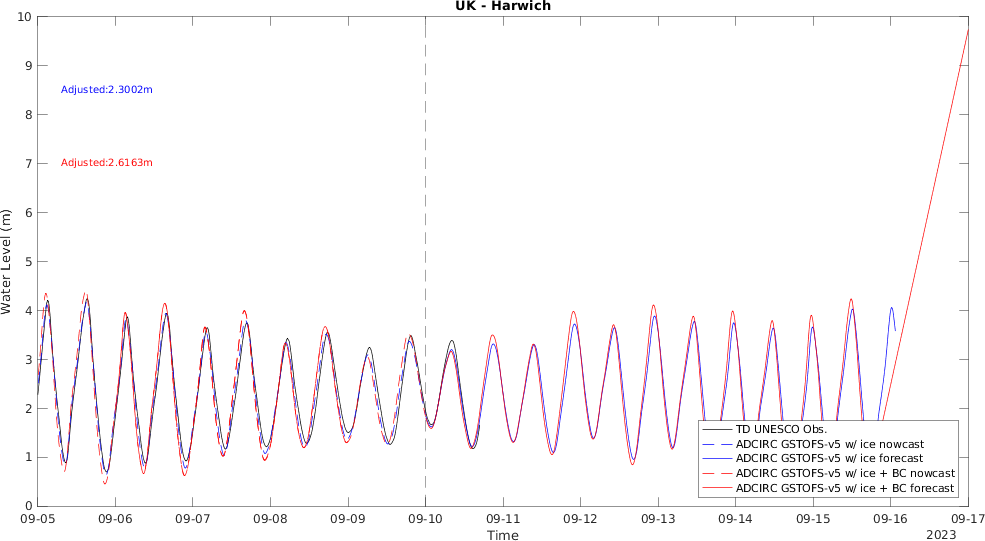 UK - Harwich
10
9
8
7
6
5
4
3
2
1
0
Water Level (m)
Adjusted:2.3002m
Adjusted:2.6163m
TD UNESCO Obs.
ADCIRC GSTOFS-v5 w/ ice nowcast
ADCIRC GSTOFS-v5 w/ ice forecast
ADCIRC GSTOFS-v5 w/ ice + BC nowcast
ADCIRC GSTOFS-v5 w/ ice + BC forecast
09-05 09-06 09-07 09-08 09-09 09-10 09-11 09-12 09-13 09-14 09-15 09-16 09-17
Time
2023